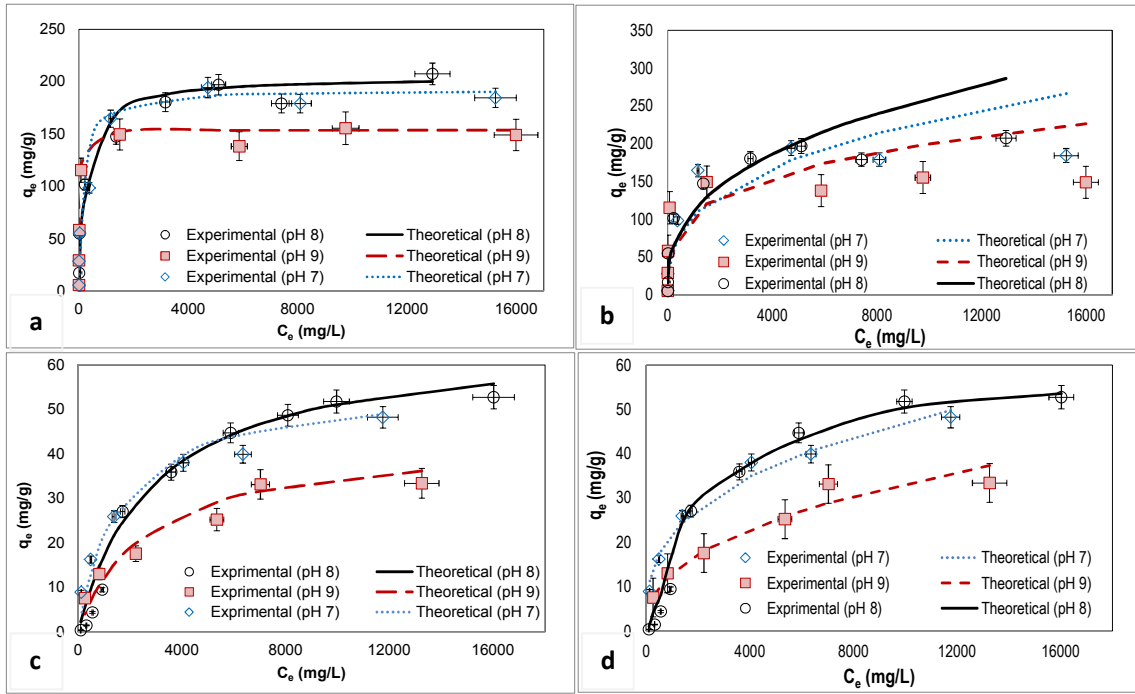 250
200
150
100
50
0
qe (mg/g)
Experimental (pH 8) Theoretical (pH 8)
Experimental (pH 9) Theoretical (pH 9)
Experimental (pH 7) Theoretical (pH 7)
0 4000 8000 12000 16000
Ce (mg/L)
a
350
300
250
200
150
100
50
0
qe (mg/g)
Experimental (pH 7) Theoretical (pH 7)
Experimental (pH 9) Theoretical (pH 9)
Experimental (pH 8) Theoretical (pH 8)
0 4000 8000 12000 16000
Ce (mg/L)
b
60
50
40
30
20
10
0
qe (mg/g)
Exprimental (pH 8) Theoretical (pH 8)
Exprimental (pH 9) Theoretical (pH 9)
Experimental (pH 7) Theoretical (pH 7)
0 4000 8000 12000 16000
Ce (mg/L)
c
60
50
40
30
20
10
0
qe (mg/g)
Experimental (pH 7) Theoretical (pH 7)
Exprimental (pH 9) Theoretical (pH 9)
Exprimental (pH 8) Theoretical (pH 8)
0 4000 8000 12000 16000
Ce (mg/L)
d